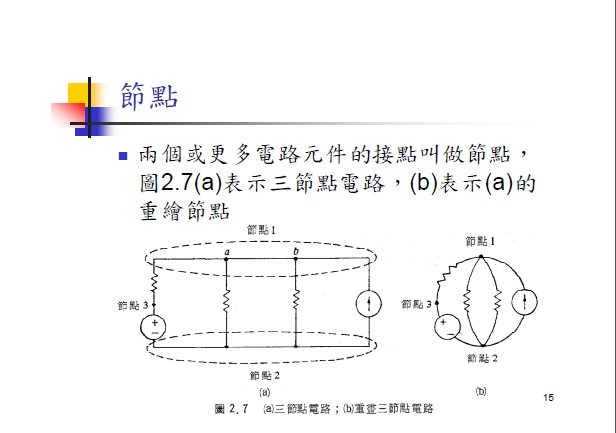 節點
兩個或更多電路元件的接點叫做節點，
圖2.7(a)表示三節點電路，(b)表示(a)的
重繪節點
節點1
a
b
節點3
+
−
節點2
(a)
節點1
節點3
+
−
節點2
(b)
圖 2.7 (a)三節點電路；(b)重畫三節點電路
15